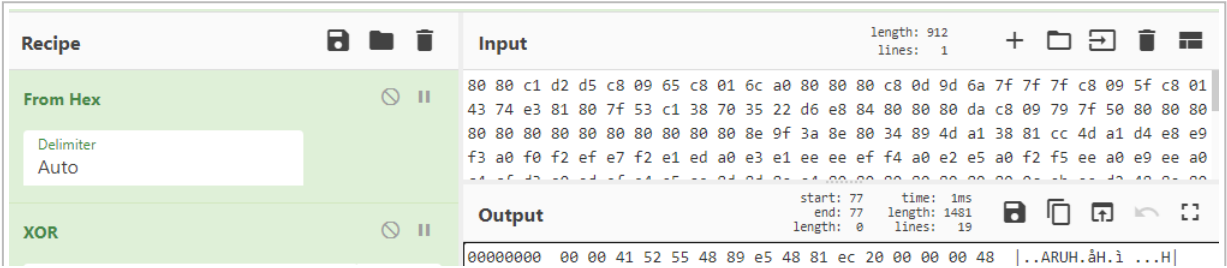 Recipe
From Hex
Delimiter
Auto
XOR
Input
length: 912
lines: 1
80 80 c1 d2 d5 c8 09 65 c8 01 6c a0 80 80 80 c8 0d 9d 6a 7f 7f 7f c8 09 5f c8 01
43 74 e3 81 80 7f 53 c1 38 70 35 22 d6 e8 84 80 80 80 da c8 09 79 7f 50 80 80 80
80 80 80 80 80 80 80 80 80 80 8e 9f 3a 8e 80 34 89 4d a1 38 81 cc 4d a1 d4 e8 e9
f3 a0 f0 f2 ef e7 f2 e1 ed a0 e3 e1 ee ee ef f4 a0 e2 e5 a0 f2 f5 ee a0 e9 ee a0
Output
start: 77
end: 77
length: 0
time: 1ms
length: 1481
lines: 19
00000000 00 00 41 52 55 48 89 e5 48 81 ec 20 00 00 00 48 |..ARUH.åH.ì ...H|